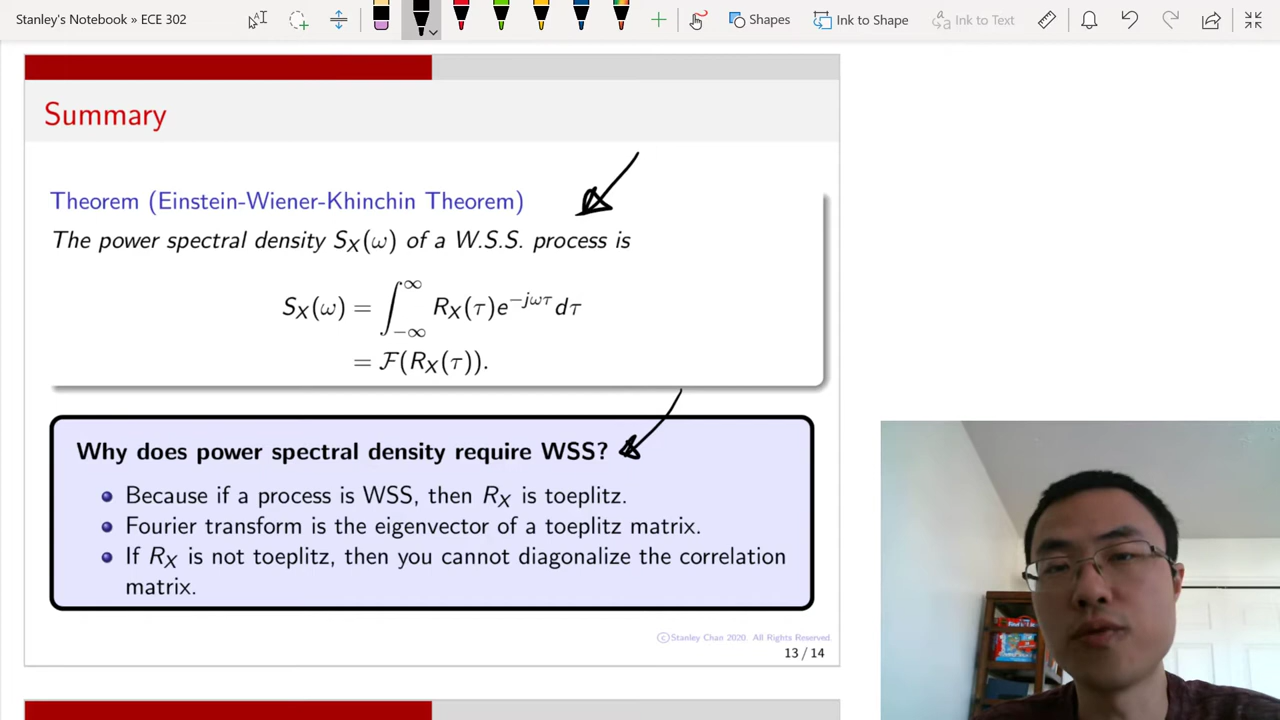 Stanley's Notebook » ECE 302
Shapes
Ink to Shape
Ink to Text
Summary
Theorem (Einstein-Wiener-Khinchin Theorem)
The power spectral density S_X(ω) of a W.S.S. process is
S_X(ω) = ∫_{-∞}^{∞} R_X(τ)e^{-jωτ} dτ
= ℱ(R_X(τ)).
Why does power spectral density require WSS?
Because if a process is WSS, then R_X is toeplitz.
Fourier transform is the eigenvector of a toeplitz matrix.
If R_X is not toeplitz, then you cannot diagonalize the correlation
matrix.
©Stanley Chan 2020. All Rights Reserved.
13 / 14